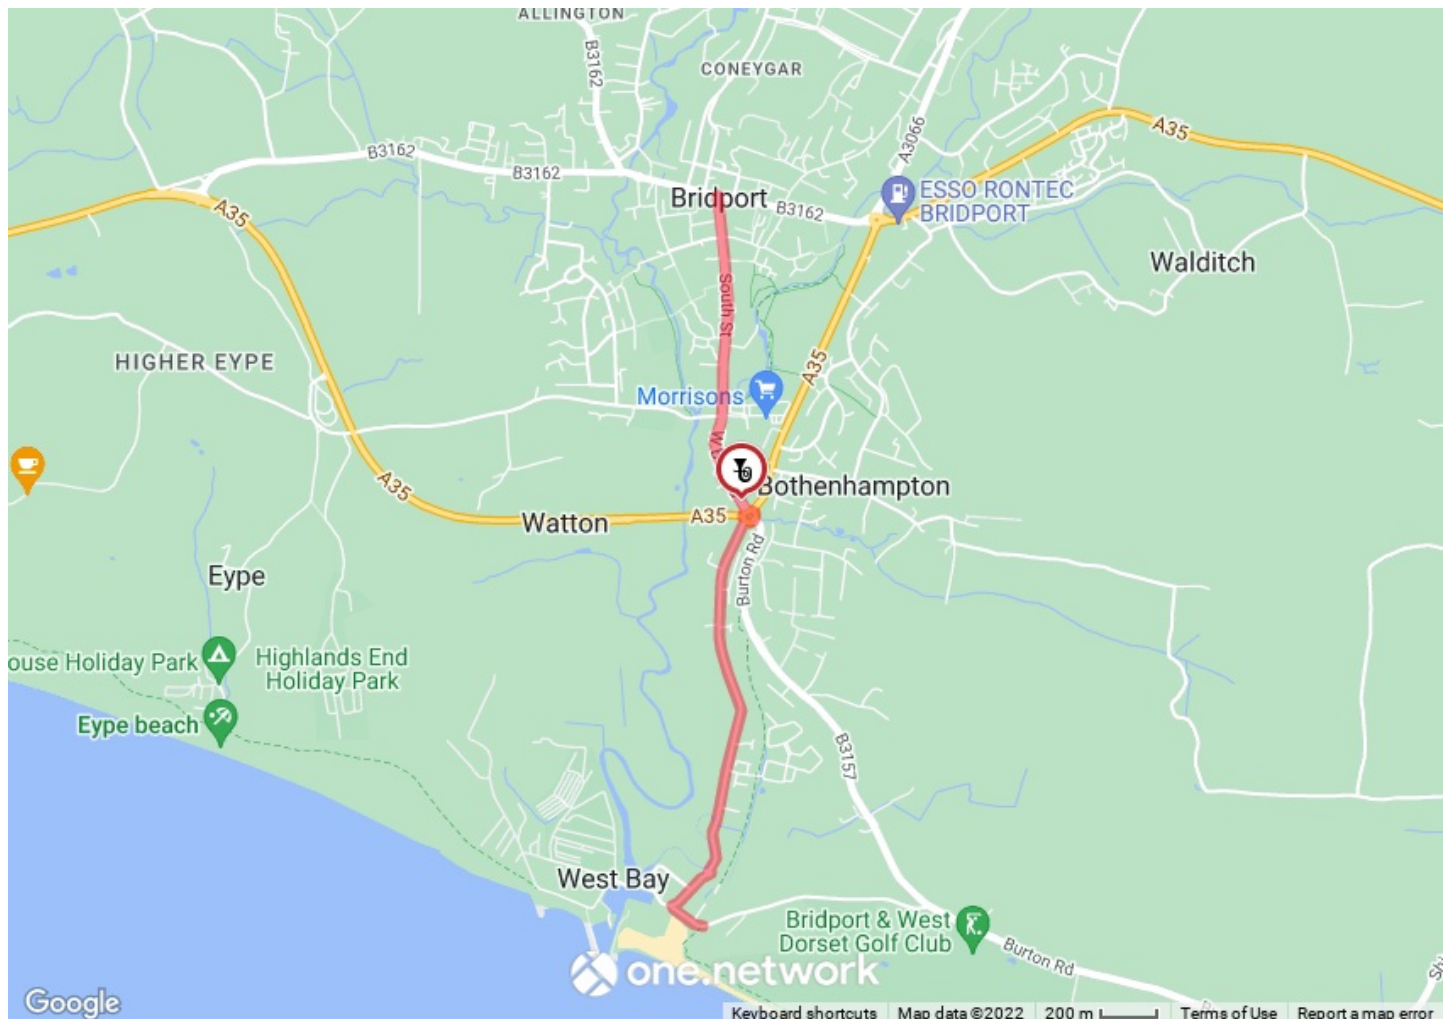 ALLINGTON
B3162
CONEYGAR
A3066
A35
B3162
B3162
ESSO RONTEC
BRIDPORT
Bridport
B3162
A35
Walditch
South St
HIGHER EYPE
A35
Morrisons
A35
Bothenhampton
Watton
A35
Burton Rd
Eype
ouse Holiday Park
Highlands End
Holiday Park
Eype beach
B3157
West Bay
Bridport & West
Dorset Golf Club
Burton Rd
one.network
Google
Keyboard shortcuts
Map data ©2022
200 m
Terms of Use
Report a map error